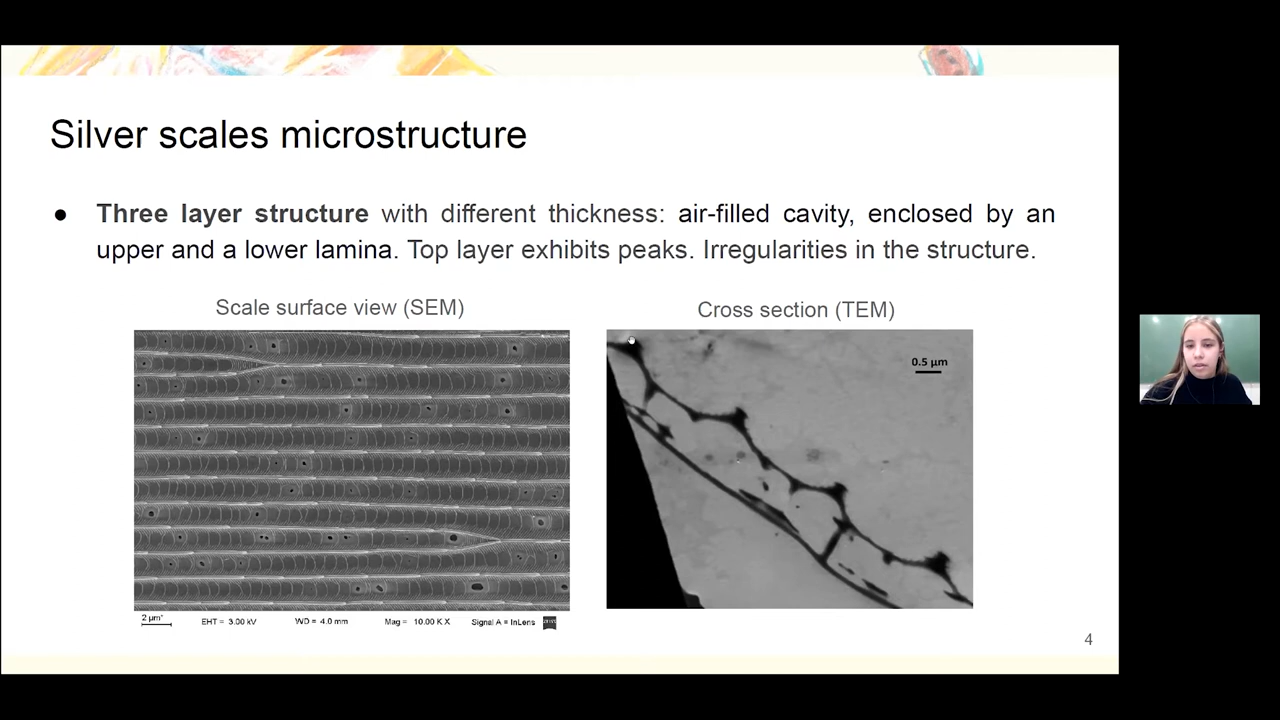 Silver scales microstructure
● Three layer structure with different thickness: air-filled cavity, enclosed by an
upper and a lower lamina. Top layer exhibits peaks. Irregularities in the structure.
Scale surface view (SEM)
Cross section (TEM)
0.5 µm
2 µm*
EHT = 3.00 kV WD = 4.0 mm Mag = 10.00 K X Signal A = InLens
4